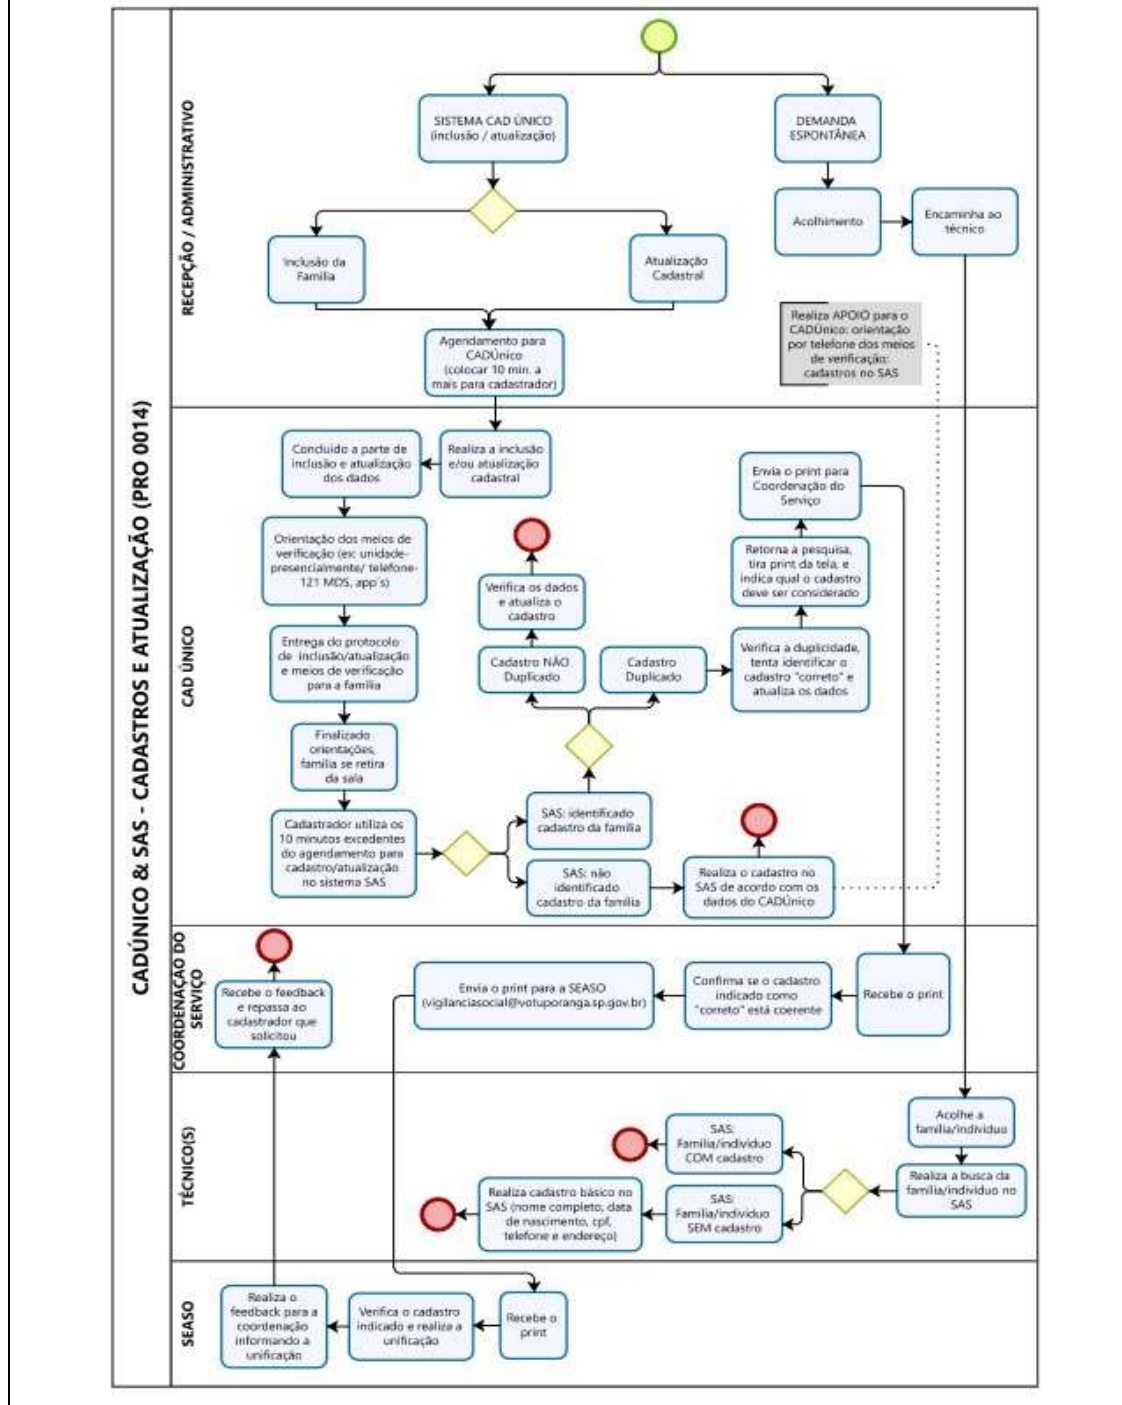 CADÚNICO & SAS - CADASTROS E ATUALIZAÇÃO (PRO 0014)
RECEPÇÃO / ADMINISTRATIVO
SISTEMA CAD ÚNICO
(inclusão / atualização)
DEMANDA
ESPONTÂNEA
Acolhimento
Encaminha ao
técnico
Inclusão da
Família
Atualização
Cadastral
Agendamento para
CADÚnico
(colocar 10 min. a
mais para cadastrador)
Realiza APOIO para o
CADÚnico: orientação
por telefone dos meios
de verificação;
cadastros no SAS
CAD ÚNICO
Concluido a parte de
inclusão e atualização
dos dados
Realiza a inclusão
e/ou atualização
cadastral
Orientação dos meios de
verificação (ex: unidade-
presencialmente/ telefone-
121 MDS, app´s)
Entrega do protocolo
de inclusão/atualização
e meios de verificação
para a família
Finalizado
orientações,
família se retira
da sala
Cadastrador utiliza os
10 minutos excedentes
do agendamento para
cadastro/atualização
no sistema SAS
SAS: identificado
cadastro da família
SAS: não
identificado
cadastro da família
Cadastro NÃO
Duplicado
Verifica os dados
e atualiza o
cadastro
Cadastro
Duplicado
Verifica a duplicidade,
tenta identificar o
cadastro "correto" e
atualiza os dados
Retorna a pesquisa,
tira print da tela, e
indica qual o cadastro
deve ser considerado
Envia o print para
Coordenação do
Serviço
Realiza o cadastro no
SAS de acordo com os
dados do CADÚnico
COORDENAÇÃO DO
SERVIÇO
Recebe o feedback
e repassa ao
cadastrador que
solicitou
Envia o print para a SEASO
(vigilanciasocial@votuporanga.sp.gov.br)
Confirma se o cadastro
indicado como
"correto" está coerente
Recebe o print
TÉCNICO(S)
Acolhe a
família/individuo
Realiza a busca da
família/individuo no
SAS
SAS:
Família/indivíduo
COM cadastro
SAS:
Família/indivíduo
SEM cadastro
Realiza cadastro básico no
SAS (nome completo, data
de nascimento, cpf,
telefone e endereço)
SEASO
Realiza o
feedback para a
coordenação
informando a
unificação
Verifica o cadastro
indicado e realiza a
unificação
Recebe o
print